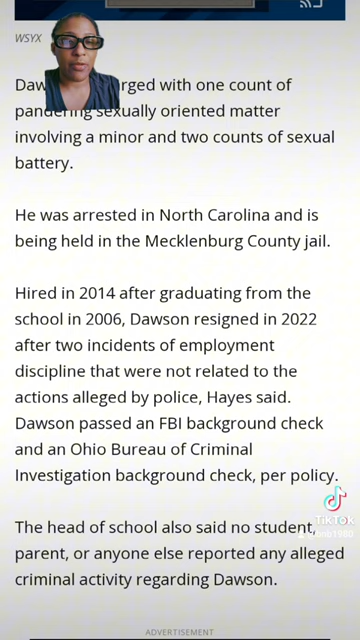 WSYX
Daw rged with one count of
pandering sexually oriented matter
involving a minor and two counts of sexual
battery.
He was arrested in North Carolina and is
being held in the Mecklenburg County jail.
Hired in 2014 after graduating from the
school in 2006, Dawson resigned in 2022
after two incidents of employment
discipline that were not related to the
actions alleged by police, Hayes said.
Dawson passed an FBI background check
and an Ohio Bureau of Criminal
Investigation background check, per policy.
The head of school also said no student,
parent, or anyone else reported any alleged
criminal activity regarding Dawson.
TikTok
ADVERTISEMENT